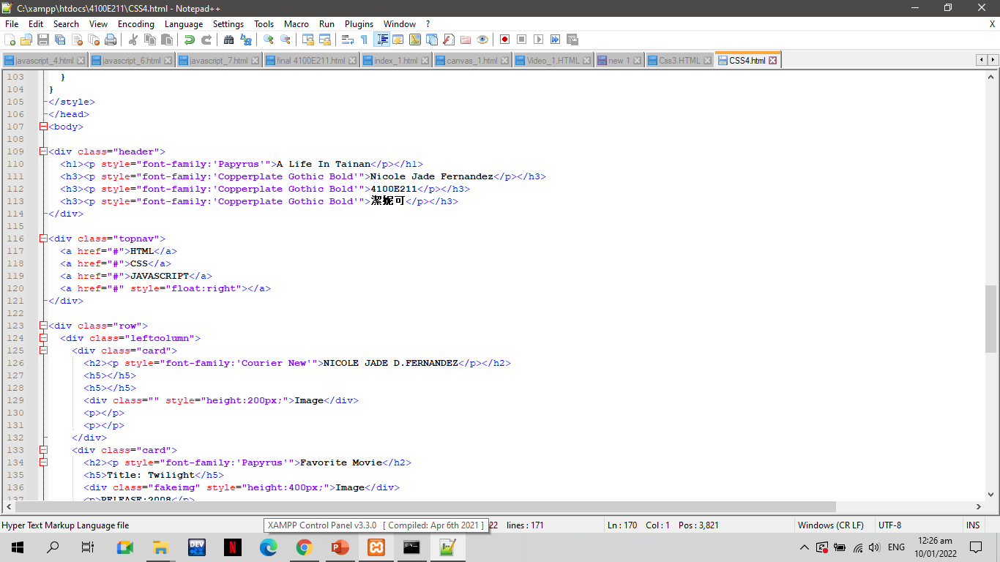 C:\xampp\htdocs\4100E211\CSS4.html - Notepad++
File Edit Search View Encoding Language Settings Tools Macro Run Plugins Window ? X
javascript_4.html javascript_6.html javascript_7.html final 4100E211.html index_1.html canvas_1.html Video_1.HTML new 1 Css3.HTML CSS4.html
103 }
104 }
105 </style>
106 </head>
107 <body>
108
109 <div class="header">
110 <h1><p style="font-family:'Papyrus'">A Life In Tainan</p></h1>
111 <h3><p style="font-family:'Copperplate Gothic Bold'">Nicole Jade Fernandez</p></h3>
112 <h3><p style="font-family:'Copperplate Gothic Bold'">4100E211</p></h3>
113 <h3><p style="font-family:'Copperplate Gothic Bold'">潔妮可</p></h3>
114 </div>
115
116 <div class="topnav">
117 <a href="#">HTML</a>
118 <a href="#">CSS</a>
119 <a href="#">JAVASCRIPT</a>
120 <a href="#" style="float:right"></a>
121 </div>
122
123 <div class="row">
124 <div class="leftcolumn">
125 <div class="card">
126 <h2><p style="font-family:'Courier New'">NICOLE JADE D.FERNANDEZ</p></h2>
127 <h5></h5>
128 <h5></h5>
129 <div class="" style="height:200px;">Image</div>
130 <p></p>
131 <p></p>
132 </div>
133 <div class="card">
134 <h2><p style="font-family:'Papyrus'">Favorite Movie</h2>
135 <h5>Title: Twilight</h5>
136 <div class="fakeimg" style="height:400px;">Image</div>
137 <p>RELEASE:2008</p>
Hyper Text Markup Language file XAMPP Control Panel v3.3.0 [ Compiled: Apr 6th 2021 ] 22 lines : 171 Ln : 170 Col : 1 Pos : 3,821 Windows (CR LF) UTF-8 INS
DEV
N
P
ENG 12:26 am
10/01/2022